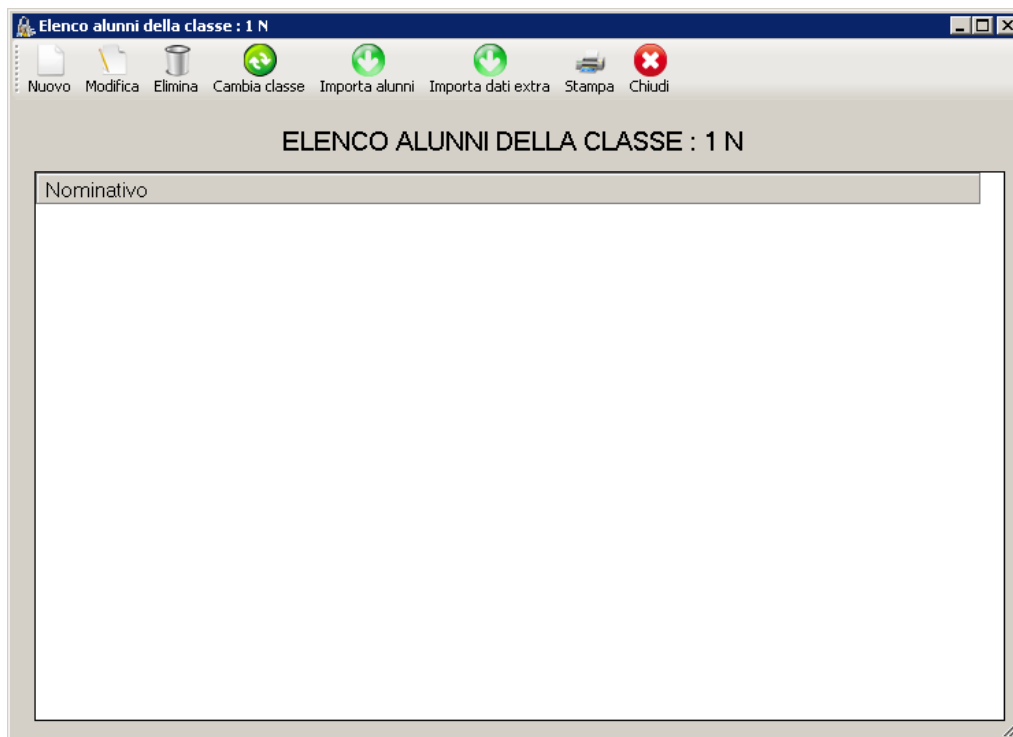 Elenco alunni della classe : 1 N
Nuovo Modifica Elimina Cambia classe Importa alunni Importa dati extra Stampa Chiudi
ELENCO ALUNNI DELLA CLASSE : 1 N
Nominativo